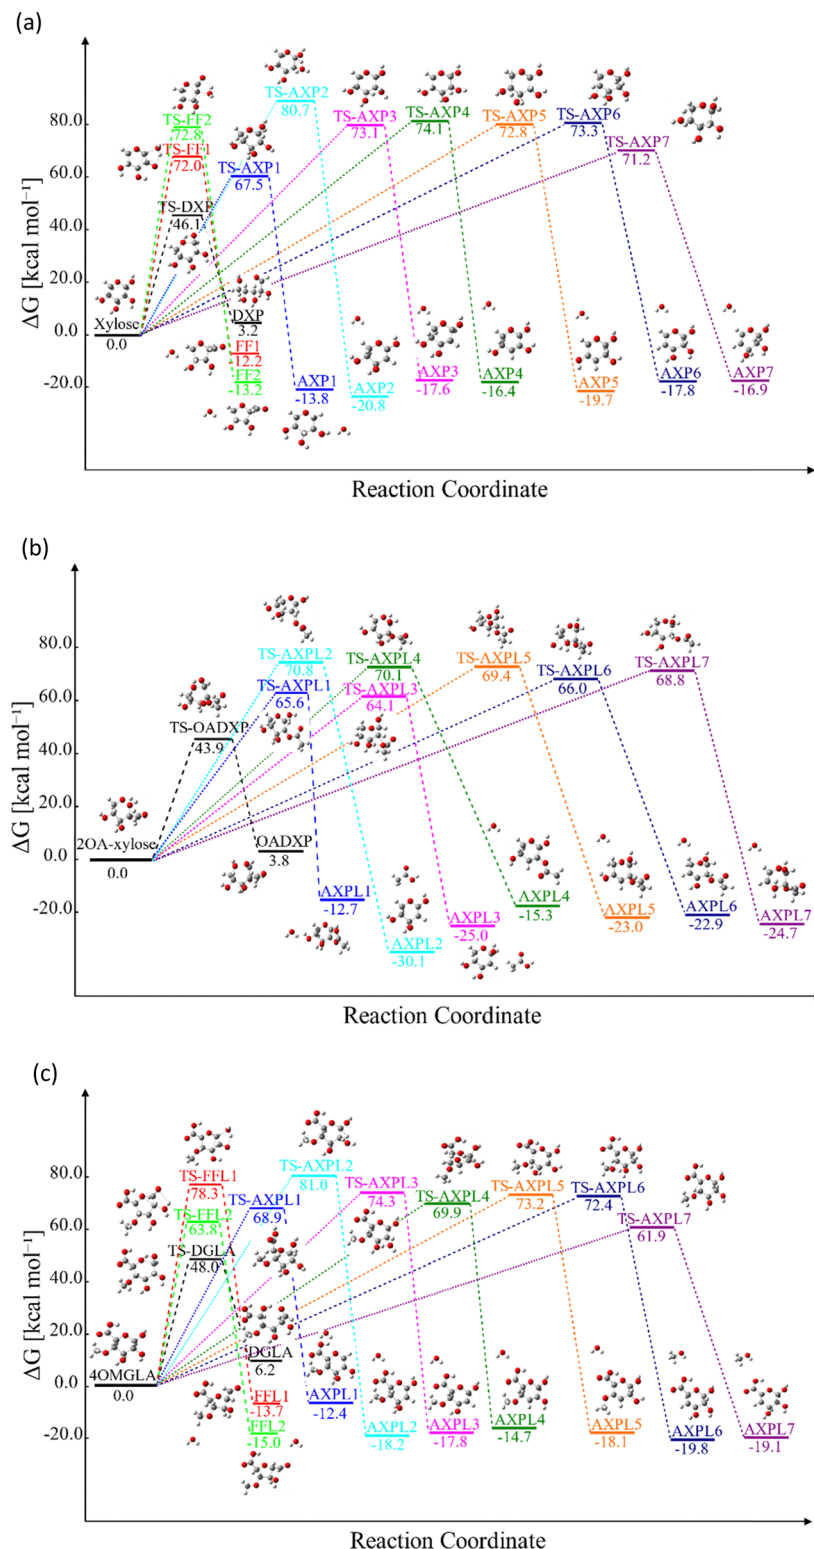 (a)
TS-AXP2
80.7
TS-FF2
72.8
TS-AXP3
73.1
TS-AXP4
74.1
TS-AXP5
72.8
TS-AXP6
73.3
80.0
TS-FF1
72.0
TS-AXP7
71.2
TS-AXP1
67.5
60.0
TS-DXP
46.1
40.0
20.0
Xylose
0.0
0.0
DXP
3.2
FF1
-12.2
FF2
-13.2
-20.0
AXP1
-13.8
AXP2
-20.8
AXP3
-17.6
AXP4
-16.4
AXP5
-19.7
AXP6
-17.8
AXP7
-16.9
ΔG [kcal mol⁻¹]
Reaction Coordinate
(b)
80.0
TS-AXPL2
70.8
TS-AXPL4
70.1
TS-AXPL5
69.4
TS-AXPL6
66.0
TS-AXPL7
68.8
TS-AXPL1
65.6
TS-AXPL3
64.1
60.0
TS-OADXP
43.9
40.0
20.0
2OA-xylose
0.0
0.0
OADXP
3.8
-20.0
AXPL1
-12.7
AXPL2
-30.1
AXPL3
-25.0
AXPL4
-15.3
AXPL5
-23.0
AXPL6
-22.9
AXPL7
-24.7
ΔG [kcal mol⁻¹]
Reaction Coordinate
(c)
80.0
TS-FFL1
78.3
TS-AXPL2
81.0
TS-AXPL3
74.3
TS-AXPL4
69.9
TS-AXPL5
73.2
TS-AXPL6
72.4
TS-AXPL1
68.9
TS-FFL2
63.8
TS-AXPL7
61.9
60.0
TS-DGLA
48.0
40.0
20.0
4OMGLA
0.0
0.0
DGLA
6.2
FFL1
-13.7
FFL2
-15.0
-20.0
AXPL1
-12.4
AXPL2
-18.2
AXPL3
-17.8
AXPL4
-14.7
AXPL5
-18.1
AXPL6
-19.8
AXPL7
-19.1
ΔG [kcal mol⁻¹]
Reaction Coordinate